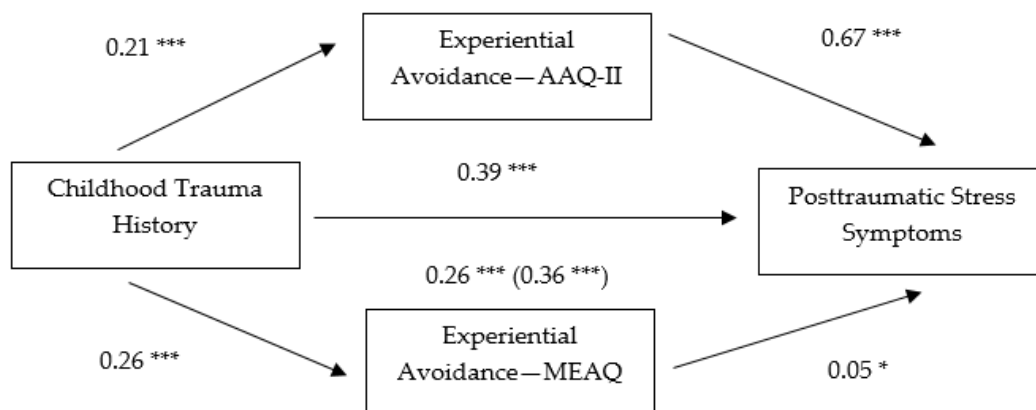 0.21 ***
Experiential
Avoidance—AAQ-II
0.67 ***
Childhood Trauma
History
0.39 ***
Posttraumatic Stress
Symptoms
0.26 *** (0.36 ***)
0.26 ***
Experiential
Avoidance—MEAQ
0.05 *